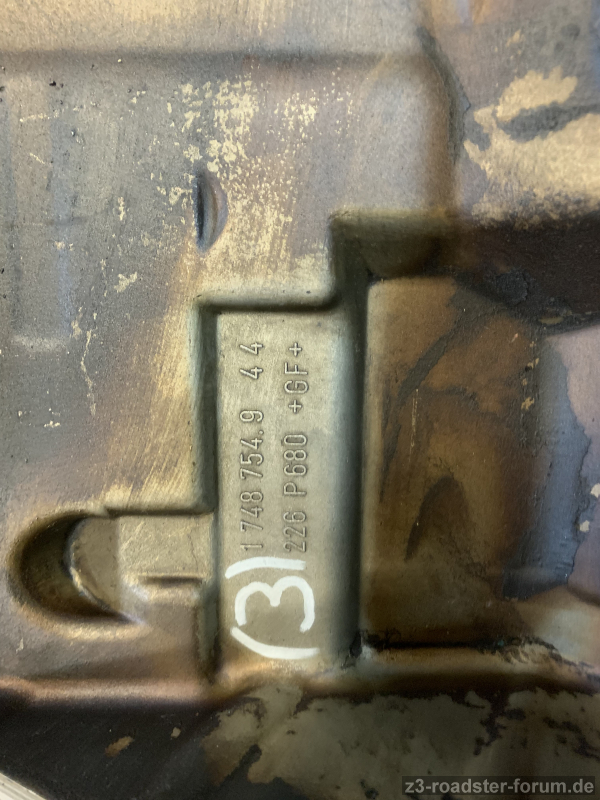 1 748 754.9 44
226 P680 +GF+
(3)
z3-roadster-forum.de